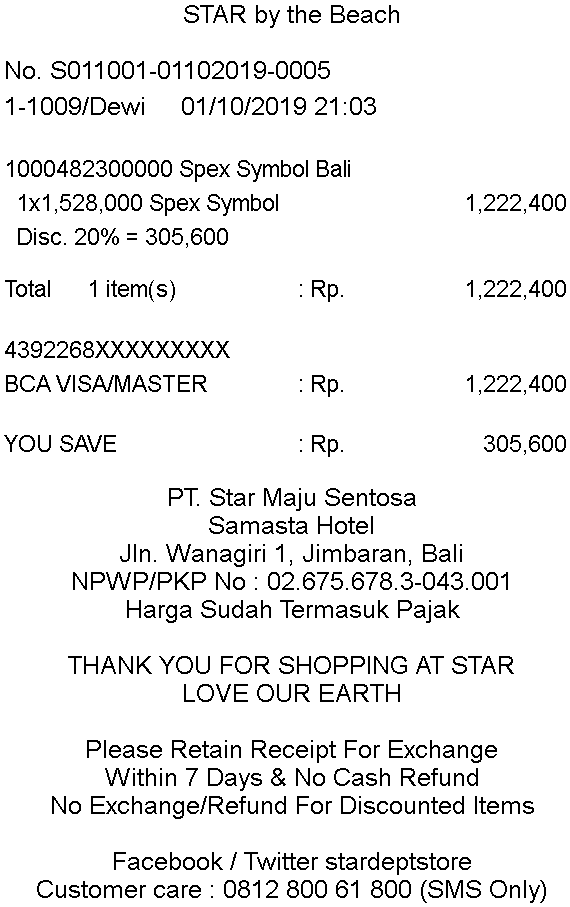 STAR by the Beach
No. S011001-01102019-0005
1-1009/Dewi 01/10/2019 21:03
1000482300000 Spex Symbol Bali
1x1,528,000 Spex Symbol 1,222,400
Disc. 20% = 305,600
Total 1 item(s) : Rp. 1,222,400
4392268XXXXXXXXX
BCA VISA/MASTER : Rp. 1,222,400
YOU SAVE : Rp. 305,600
PT. Star Maju Sentosa
Samasta Hotel
Jln. Wanagiri 1, Jimbaran, Bali
NPWP/PKP No : 02.675.678.3-043.001
Harga Sudah Termasuk Pajak
THANK YOU FOR SHOPPING AT STAR
LOVE OUR EARTH
Please Retain Receipt For Exchange
Within 7 Days & No Cash Refund
No Exchange/Refund For Discounted Items
Facebook / Twitter stardeptstore
Customer care : 0812 800 61 800 (SMS Only)